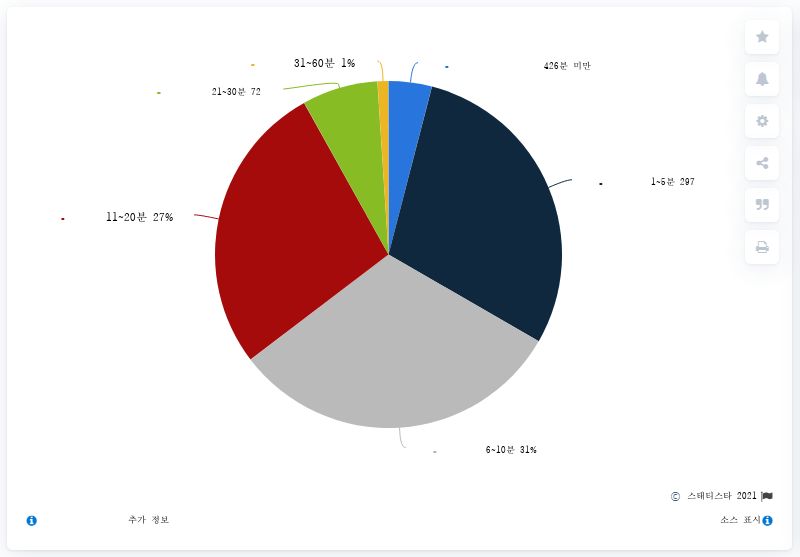 31~60분 1%
426분 미만
21~30분 72
1~5분 297
11~20분 27%
6~10분 31%
© 스태티스타 2021
추가 정보
소스 표시